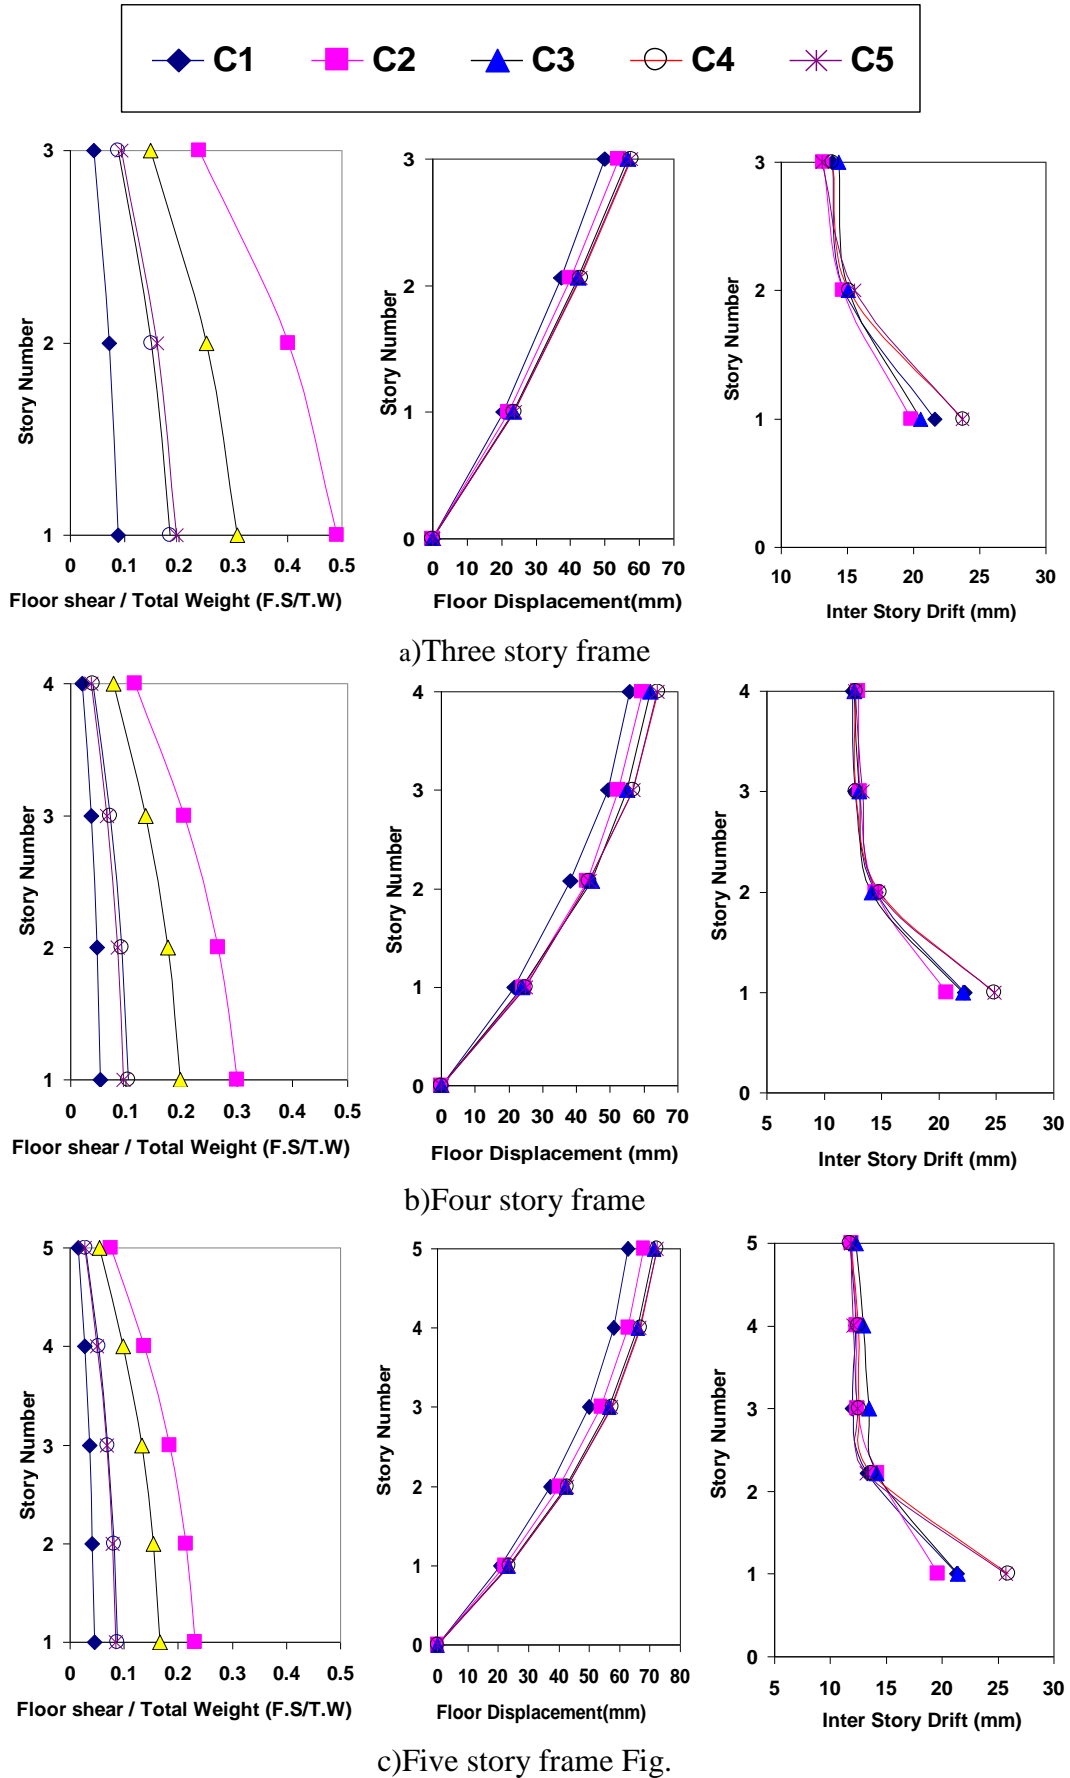 C1 C2 C3 C4 C5
3
2
1
Story Number
0 0.1 0.2 0.3 0.4 0.5
Floor shear / Total Weight (F.S/T.W)
3
2
1
0
Story Number
0 10 20 30 40 50 60 70
Floor Displacement(mm)
3
2
1
0
Story Number
10 15 20 25 30
Inter Story Drift (mm)
a)Three story frame
4
3
2
1
Story Number
0 0.1 0.2 0.3 0.4 0.5
Floor shear / Total Weight (F.S/T.W)
4
3
2
1
0
Story Number
0 10 20 30 40 50 60 70
Floor Displacement (mm)
4
3
2
1
0
Story Number
5 10 15 20 25 30
Inter Story Drift (mm)
b)Four story frame
5
4
3
2
1
Story Number
0 0.1 0.2 0.3 0.4 0.5
Floor shear / Total Weight (F.S/T.W)
5
4
3
2
1
0
Story Number
0 10 20 30 40 50 60 70 80
Floor Displacement(mm)
5
4
3
2
1
0
Story Number
5 10 15 20 25 30
Inter Story Drift (mm)
c)Five story frame Fig.